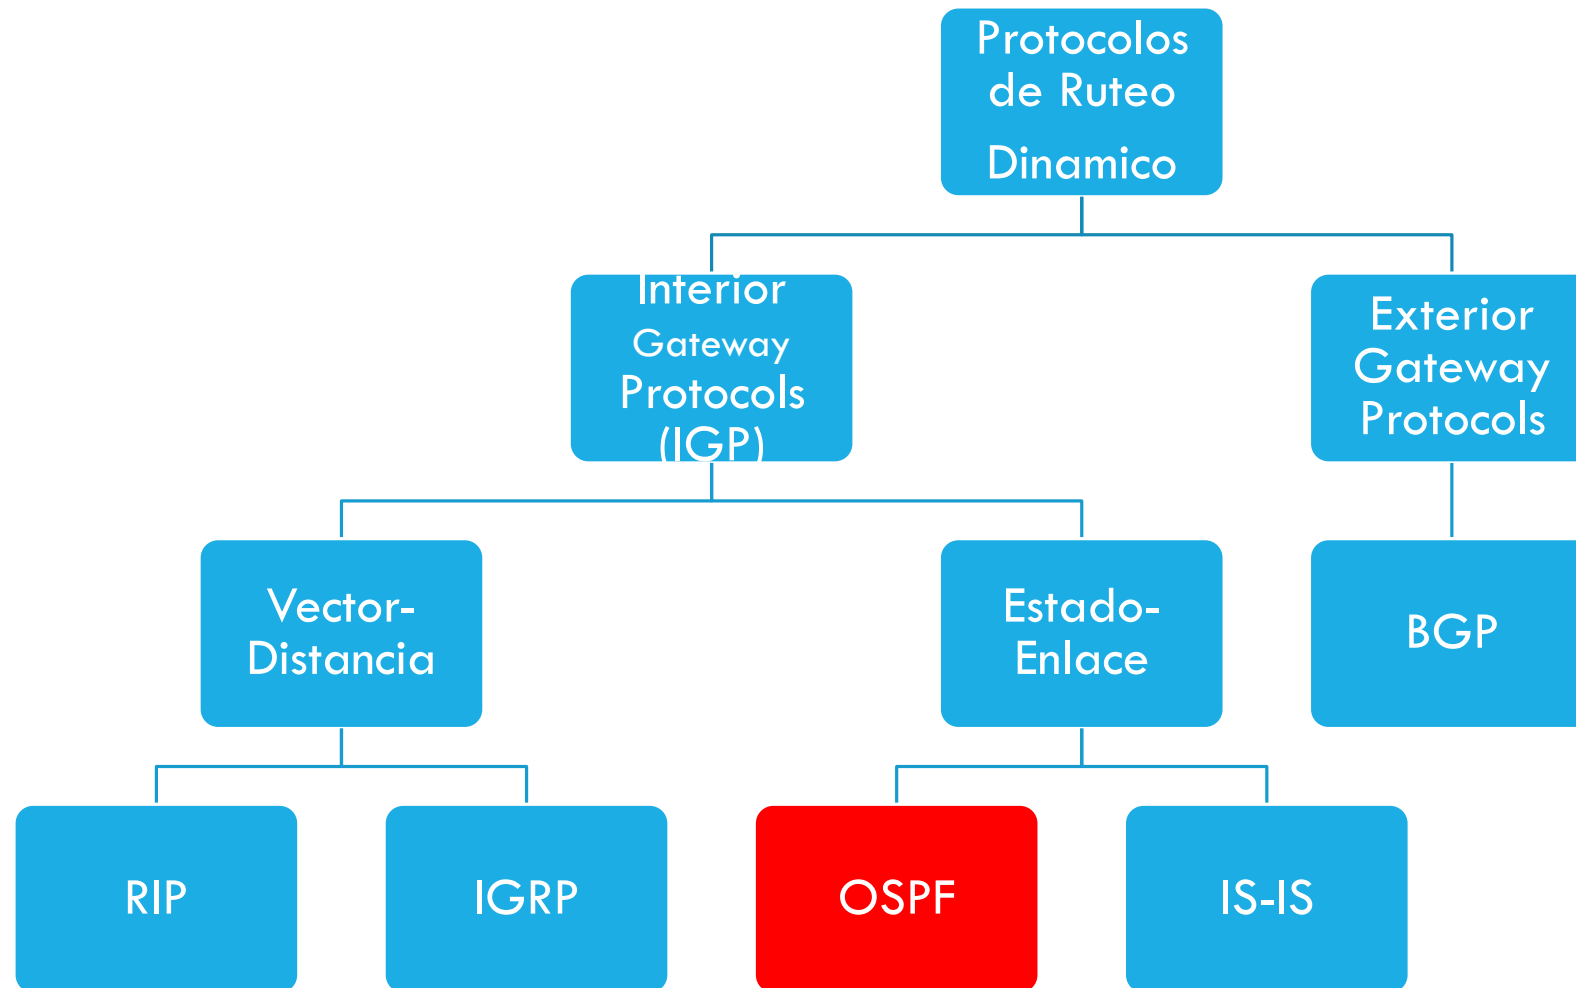 Protocolos
de Ruteo
Dinamico
Interior
Gateway
Protocols
(IGP)
Exterior
Gateway
Protocols
Vector-
Distancia
Estado-
Enlace
BGP
RIP
IGRP
OSPF
IS-IS